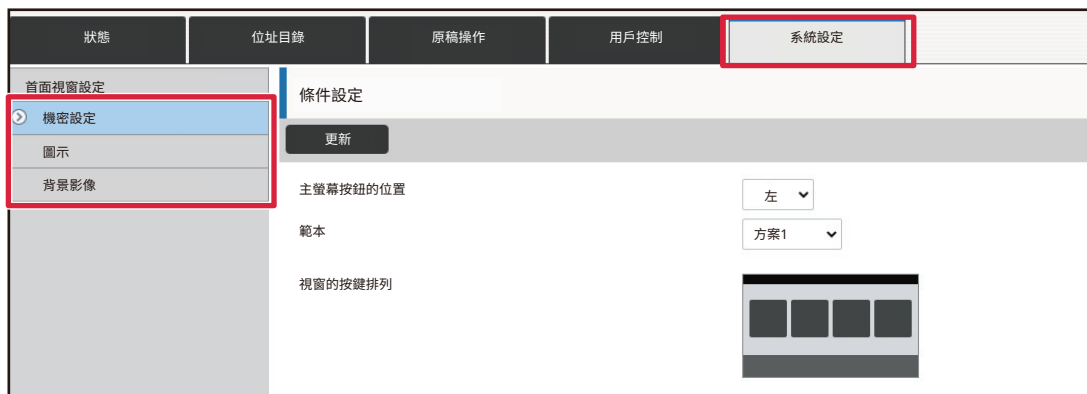 狀態
位址目錄
原稿操作
用戶控制
系統設定
首面視窗設定
機密設定
圖示
背景影像
條件設定
更新
主螢幕按鈕的位置
左
範本
方案1
視窗的按鍵排列